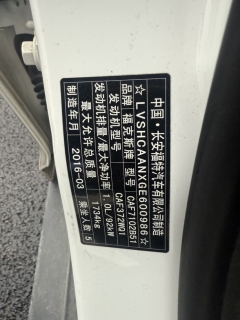 中国·长安福特汽车有限公司制造
★LVSHCAANXGE600986★
品牌 福克斯牌 型号 CAF7102B51
发动机型号 CAF372WQ1
发动机排量/最大净功率 1.0L/92kW
最大允许总质量 1734kg 乘坐人数 5
制造年月 2016-03